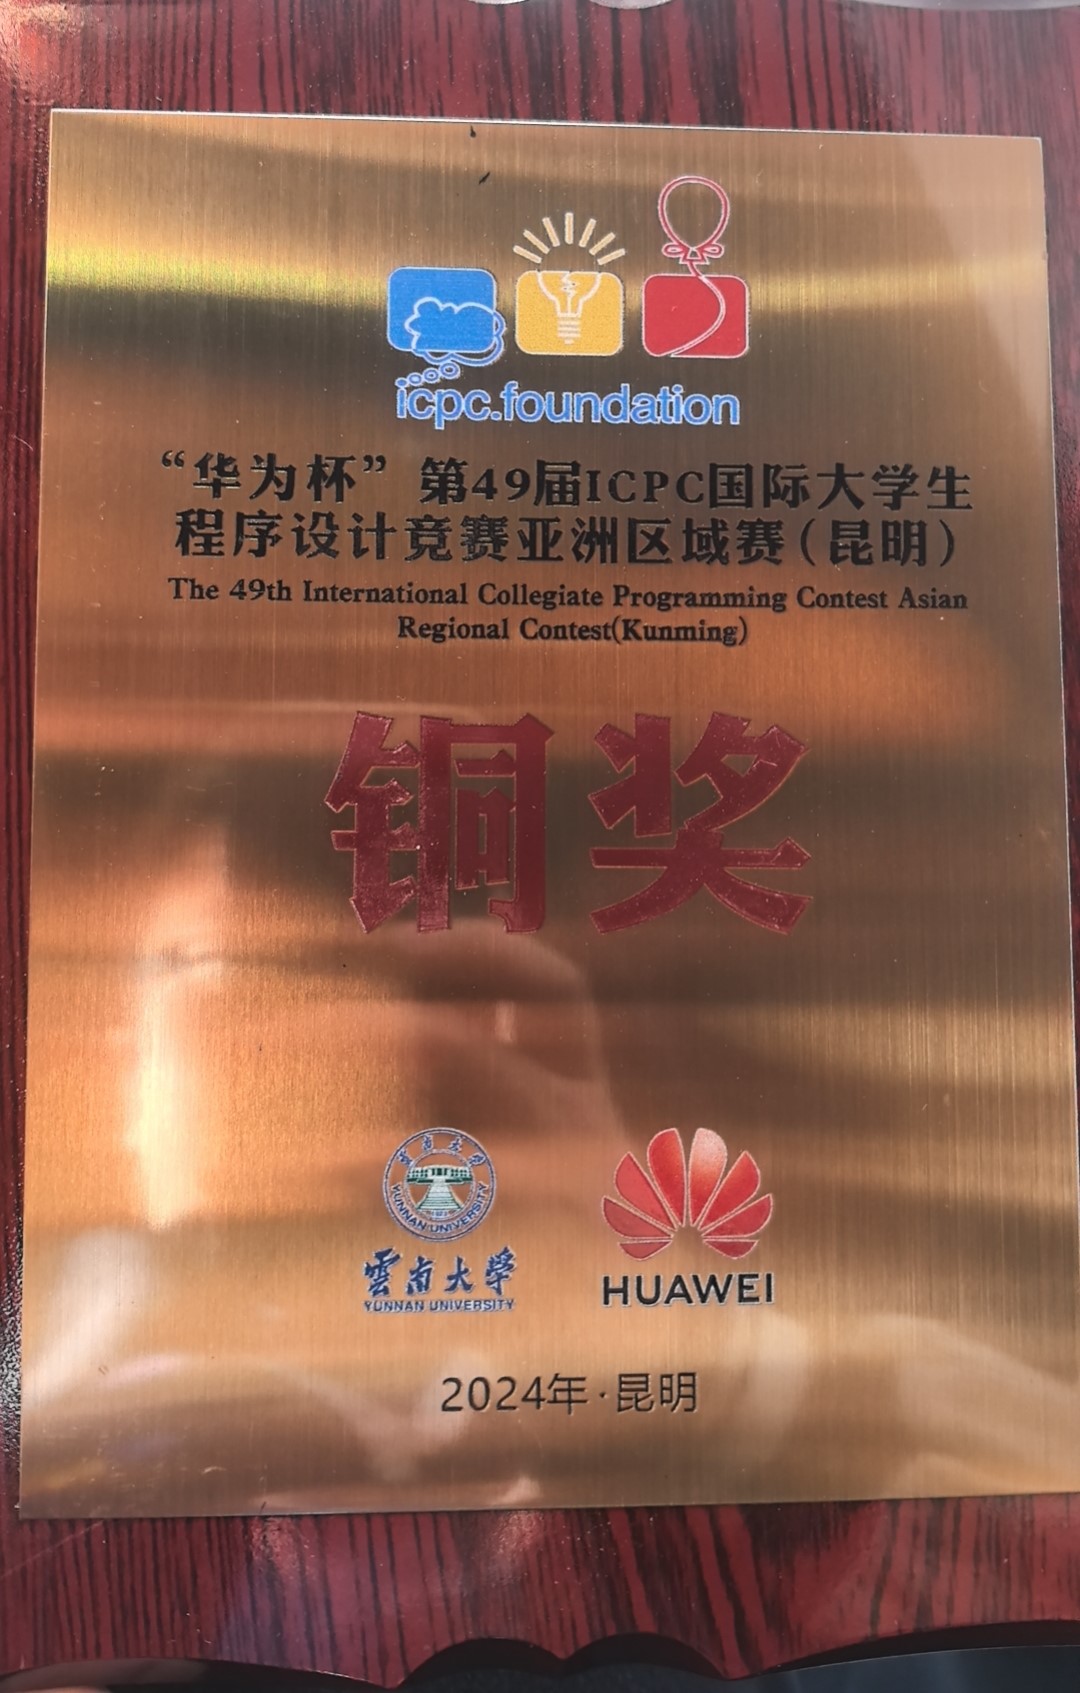 icpc.foundation
“华为杯”第49届ICPC国际大学生
程序设计竞赛亚洲区域赛(昆明)
The 49th International Collegiate Programming Contest Asian
Regional Contest(Kunming)
铜奖
雲南大學
YUNNAN UNIVERSITY
雲南大學
YUNNAN UNIVERSITY
HUAWEI
2024年·昆明